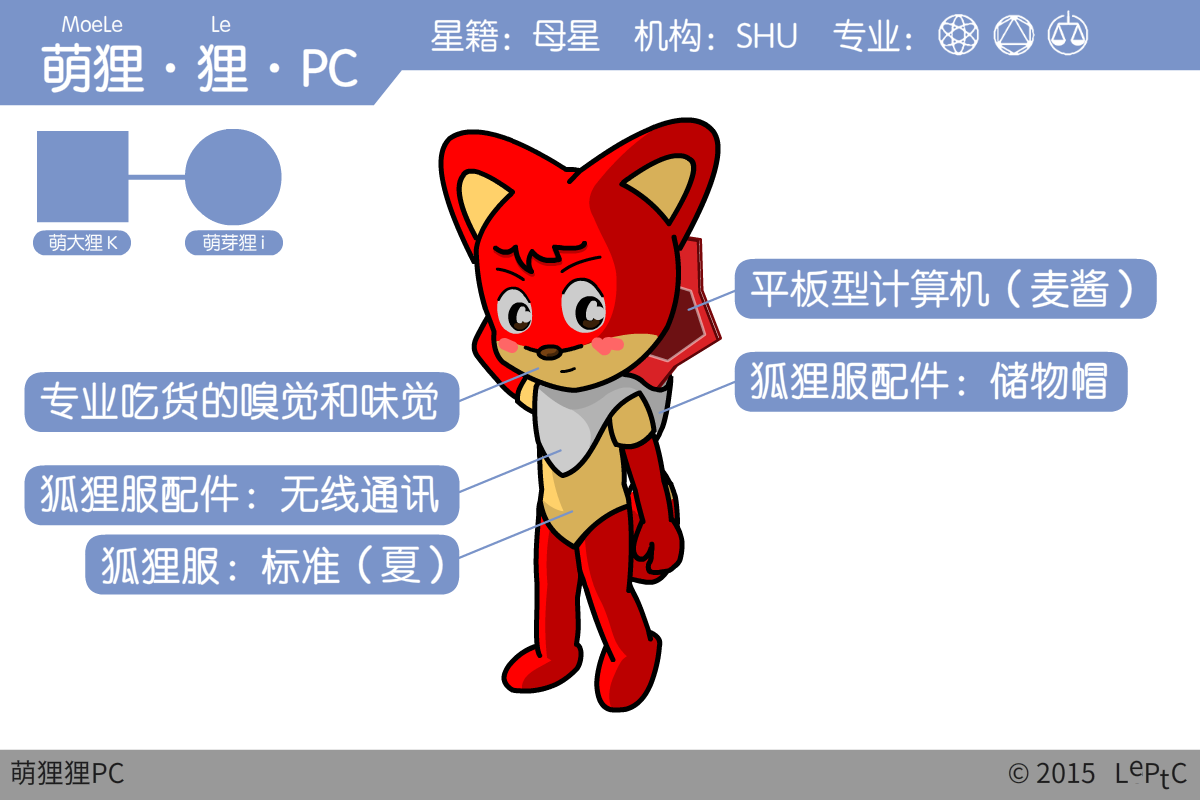 MoeLe Le
萌狸·狸·PC
星籍：母星 机构：SHU 专业：
萌大狸K 萌芽狸i
平板型计算机（麦酱）
狐狸服配件：储物帽
专业吃货的嗅觉和味觉
狐狸服配件：无线通讯
狐狸服：标准（夏）
萌狸狸PC
© 2015 LePtC